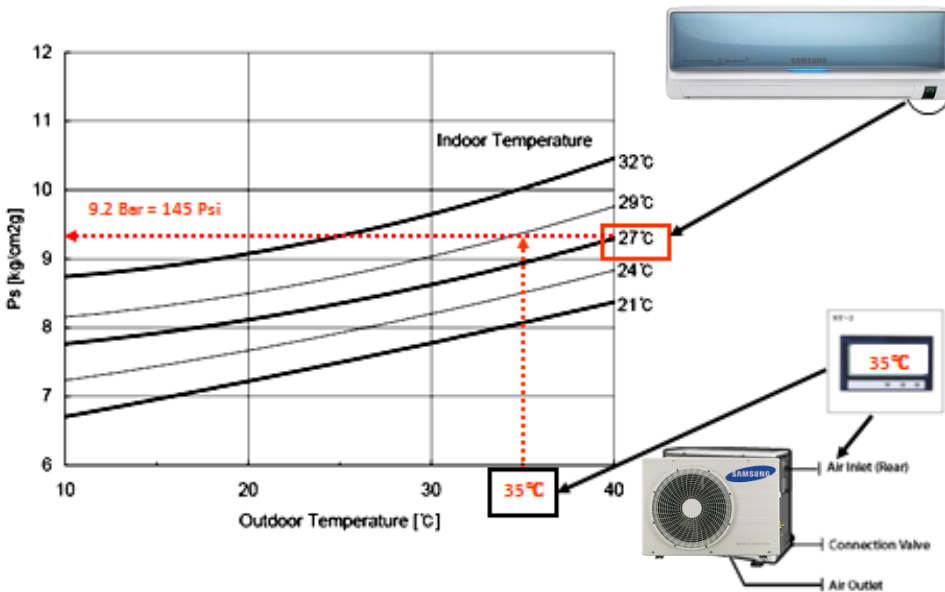 12
11
10
9
8
7
6
Ps [kg/cm2g]
Indoor Temperature
32℃
29℃
27℃
24℃
21℃
9.2 Bar = 145 Psi
10
20
30
35℃
40
Outdoor Temperature [℃]
SAMSUNG
35℃
SAMSUNG
Air Inlet (Rear)
Connection Valve
Air Outlet